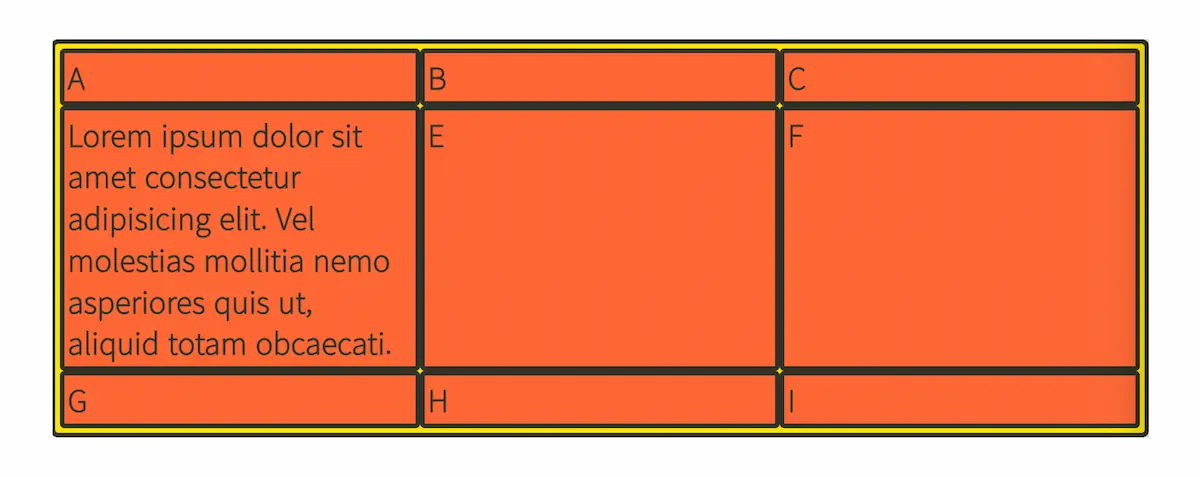 A
B
C
Lorem ipsum dolor sit
amet consectetur
adipisicing elit. Vel
molestias mollitia nemo
asperiores quis ut,
aliquid totam obcaecati.
E
F
G
H
I